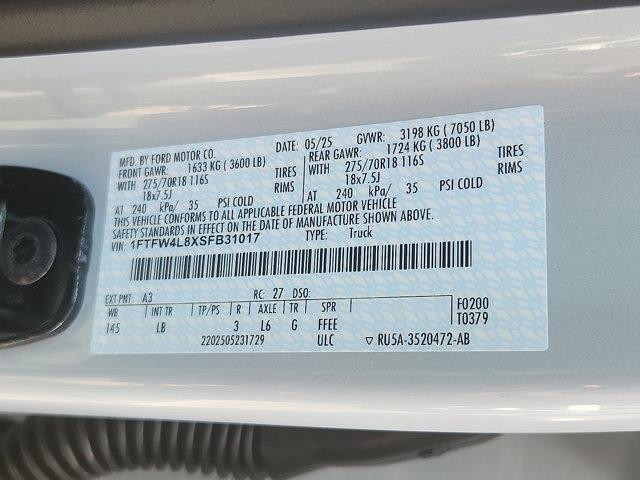 MFD. BY FORD MOTOR CO. DATE: 05/25 GVWR: 3198 KG ( 7050 LB)
FRONT GAWR: 1633 KG ( 3600 LB) REAR GAWR: 1724 KG ( 3800 LB)
WITH 275/70R18 116S TIRES WITH 275/70R18 116S TIRES
18x7.5J RIMS 18x7.5J RIMS
AT 240 kPa/ 35 PSI COLD AT 240 kPa/ 35 PSI COLD
THIS VEHICLE CONFORMS TO ALL APPLICABLE FEDERAL MOTOR VEHICLE
SAFETY STANDARDS IN EFFECT ON THE DATE OF MANUFACTURE SHOWN ABOVE.
VIN: 1FTFW4L8XSFB31017 TYPE: Truck
EXT PNT: A3 RC: 27 DSO: F0200
WB INT TR TP/PS R AXLE TR SPR T0379
145 LB 3 L6 G FFEE
2202505231729 ULC ▽ RU5A-3520472-AB